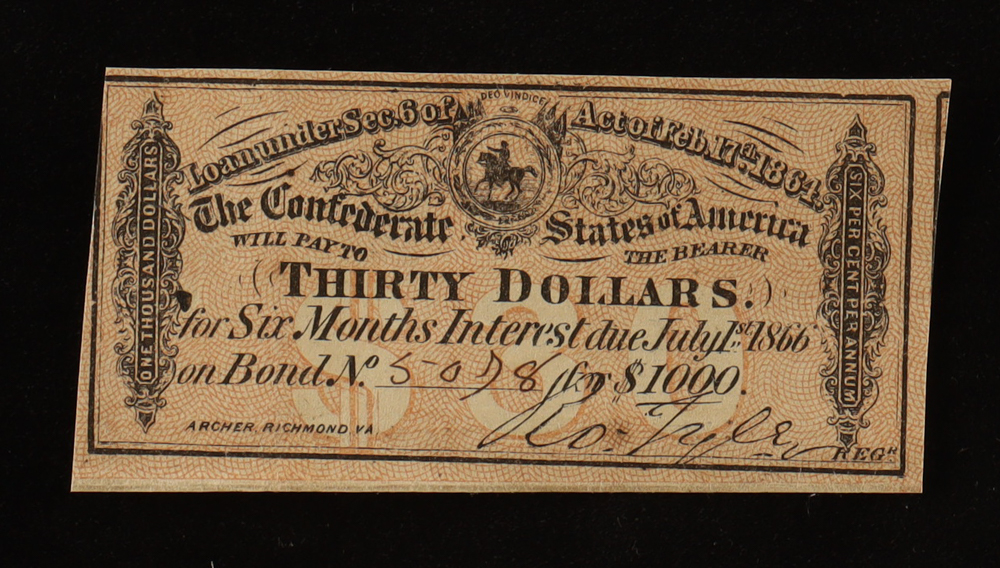 DEO VINDICE
Loan under Sec. 6 of Act of Feb. 17th 1864.
The Confederate States of America
WILL PAY TO THE BEARER
THIRTY DOLLARS.
for Six Months Interest due July 1st 1866
on Bond No. 5078 for $1000.
$30
ARCHER, RICHMOND VA
Ro. Tyler
REGR
ONE THOUSAND DOLLARS
SIX PER CENT PER ANNUM